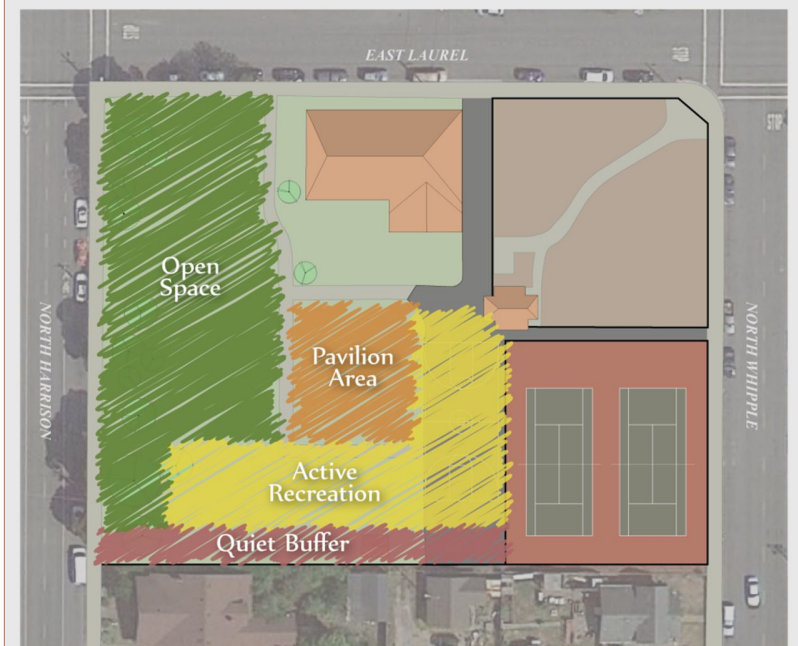 EAST LAUREL
STOP
Open
Space
NORTH HARRISON
NORTH WHIPPLE
Pavilion
Area
Active
Recreation
Quiet Buffer